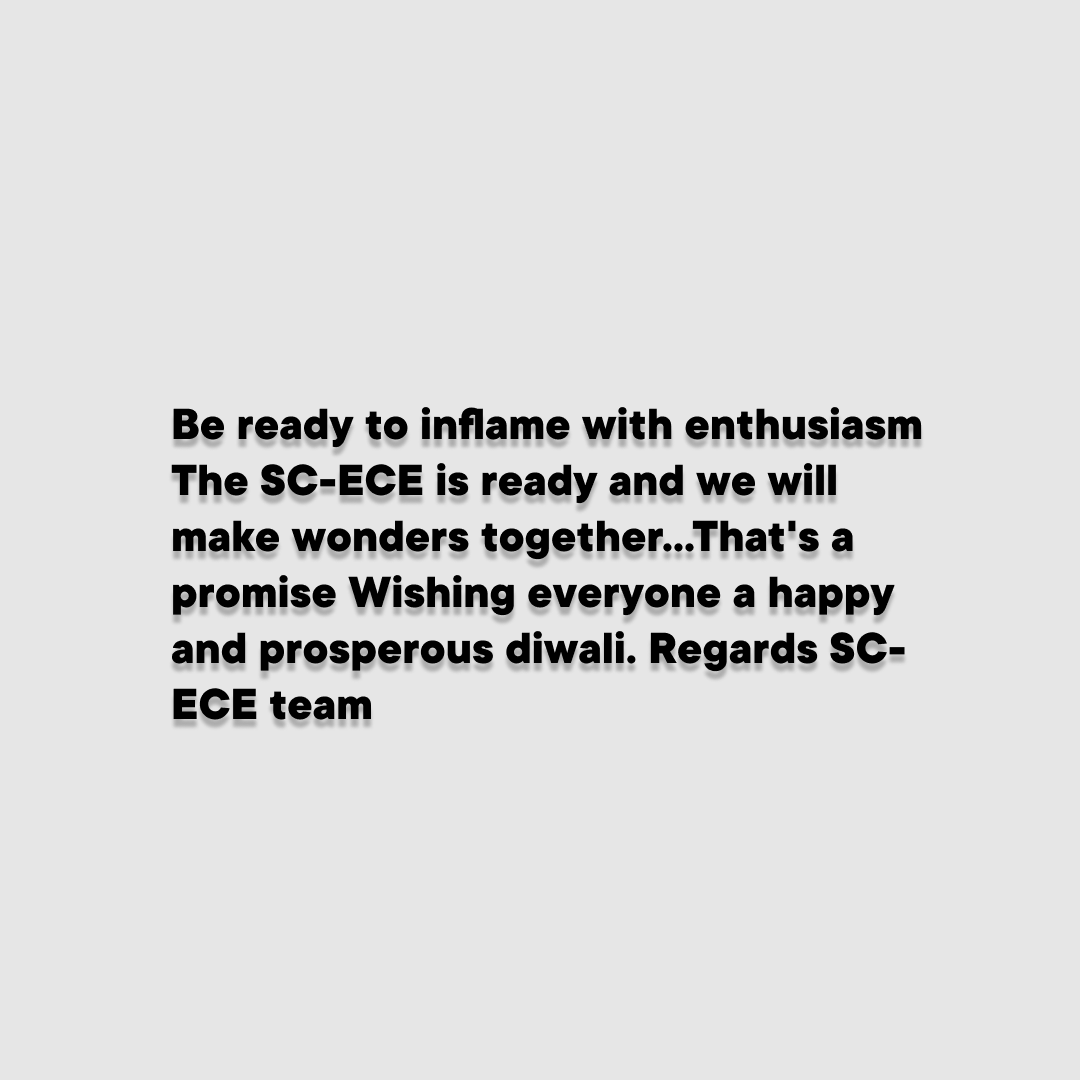 Be ready to inflame with enthusiasm
The SC-ECE is ready and we will
make wonders together...That's a
promise Wishing everyone a happy
and prosperous diwali. Regards SC-
ECE team